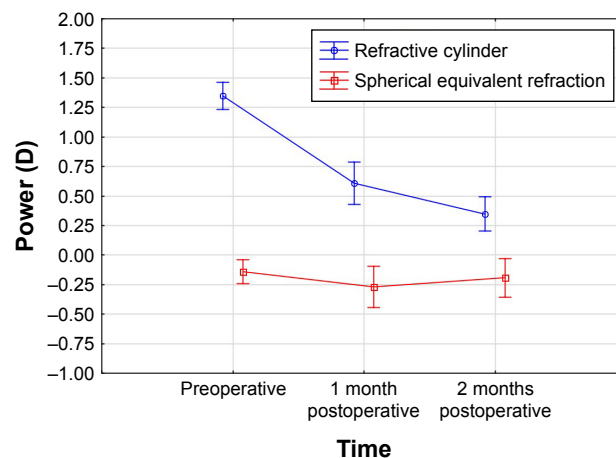 2.00
1.75
1.50
1.25
1.00
0.75
0.50
0.25
0.00
–0.25
–0.50
–0.75
–1.00
Power (D)
Refractive cylinder
Spherical equivalent refraction
Preoperative
1 month
postoperative
2 months
postoperative
Time